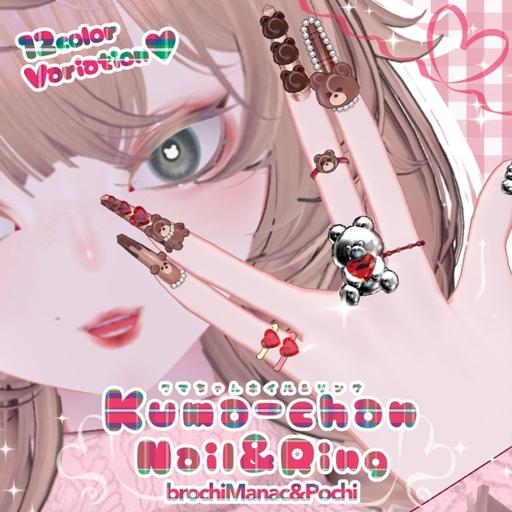 12color
Variation♥
クマちゃんネイル&リング
Kuma-chan
Nail&Ring
brochiManac&Pochi